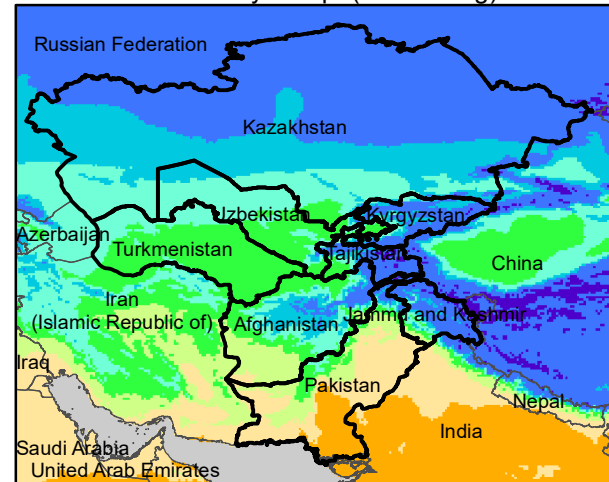 Russian Federation
Kazakhstan
Uzbekistan
Kyrgyzstan
Azerbaijan
Turkmenistan
Tajikistan
China
Iran
(Islamic Republic of)
Afghanistan
Jammu and Kashmir
Iraq
Pakistan
Nepal
India
Saudi Arabia
United Arab Emirates